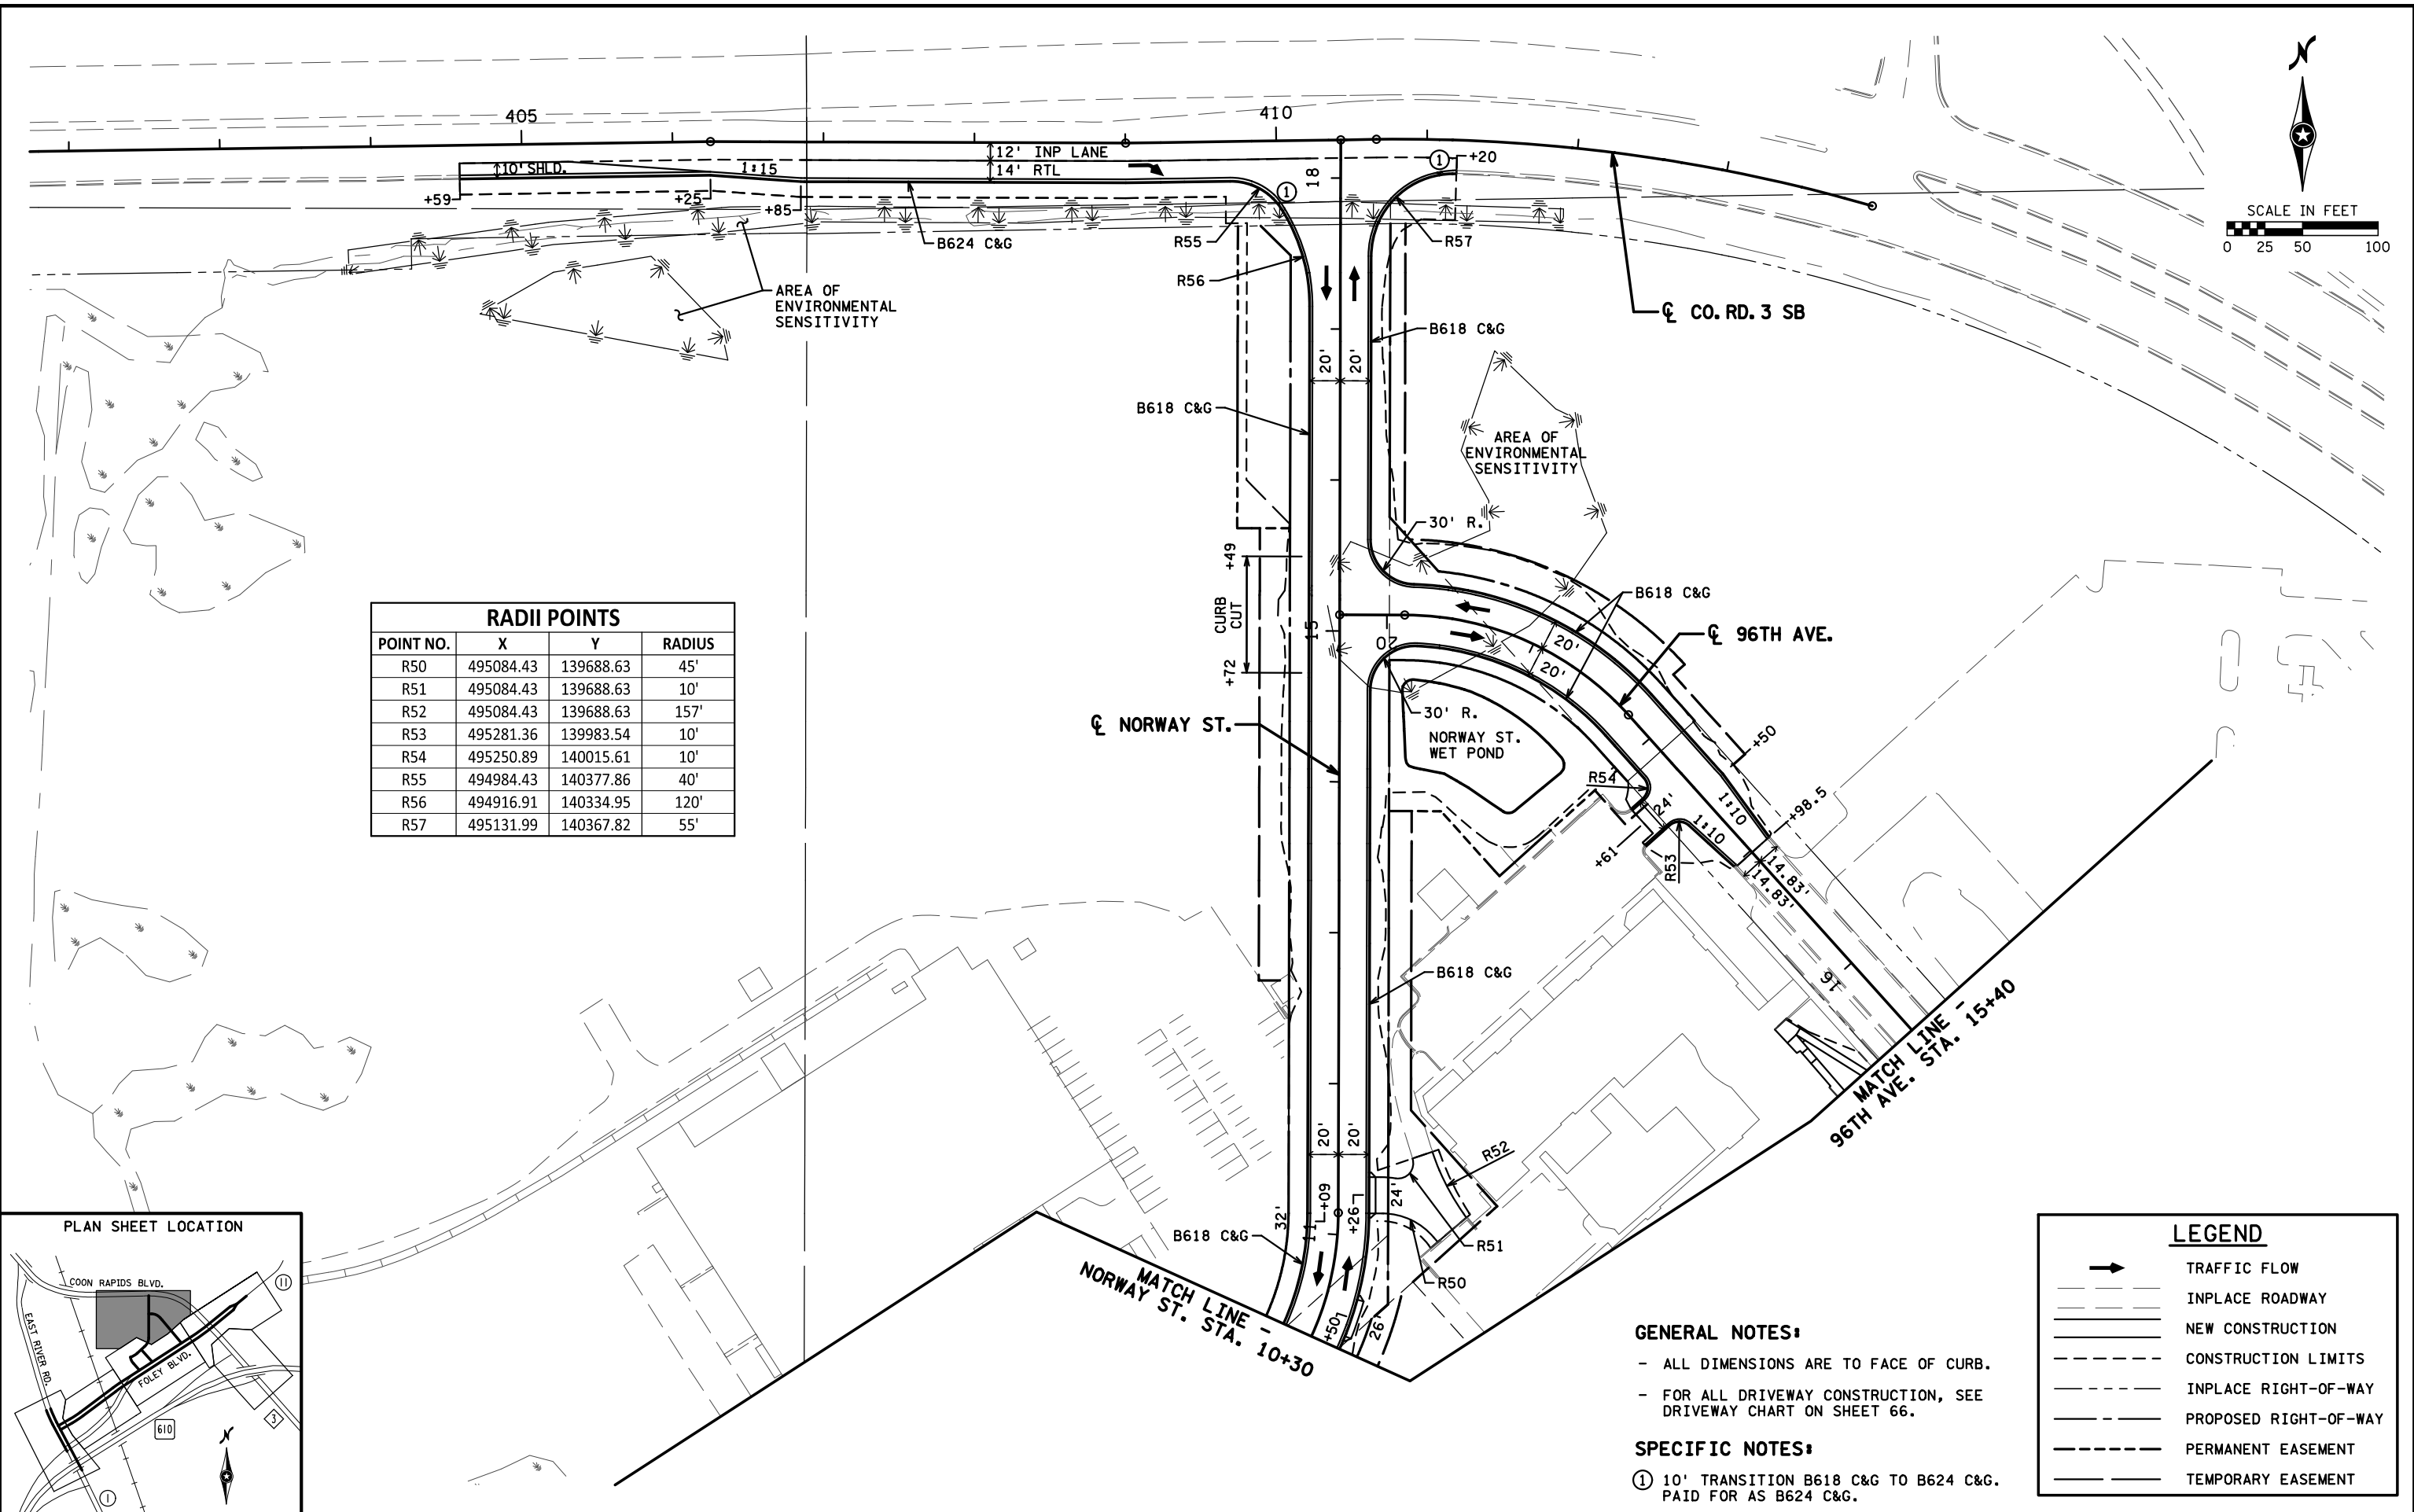 N
SCALE IN FEET
0 25 50 100
405
410
12' INP LANE
14' RTL
10' SHLD.
1:15
+59
+25
+85
1
1
+20
18
B624 C&G
R55
R56
R57
AREA OF
ENVIRONMENTAL
SENSITIVITY
℄ CO.RD.3 SB
B618 C&G
20'
20'
B618 C&G
AREA OF
ENVIRONMENTAL
SENSITIVITY
30' R.
+49
CURB
CUT
+72
15
20
B618 C&G
20'
20'
℄ 96TH AVE.
℄ NORWAY ST.
30' R.
NORWAY ST.
WET POND
+50
R54
24'
1:10
1:10
+98.5
+61
R53
14.83'
14.83'
RADII POINTS
POINT NO. X Y RADIUS
R50 495084.43 139688.63 45'
R51 495084.43 139688.63 10'
R52 495084.43 139688.63 157'
R53 495281.36 139983.54 10'
R54 495250.89 140015.61 10'
R55 494984.43 140377.86 40'
R56 494916.91 140334.95 120'
R57 495131.99 140367.82 55'
B618 C&G
16
MATCH LINE -
96TH AVE. STA. 15+40
20'
20'
R52
32'
11
+09
+26
24'
B618 C&G
R51
R50
+50
26'
MATCH LINE -
NORWAY ST. STA. 10+30
PLAN SHEET LOCATION
COON RAPIDS BLVD.
EAST RIVER RD.
FOLEY BLVD.
11
610
3
1
N
GENERAL NOTES:
- ALL DIMENSIONS ARE TO FACE OF CURB.
- FOR ALL DRIVEWAY CONSTRUCTION, SEE
DRIVEWAY CHART ON SHEET 66.
SPECIFIC NOTES:
1 10' TRANSITION B618 C&G TO B624 C&G.
PAID FOR AS B624 C&G.
LEGEND
TRAFFIC FLOW
INPLACE ROADWAY
NEW CONSTRUCTION
CONSTRUCTION LIMITS
INPLACE RIGHT-OF-WAY
PROPOSED RIGHT-OF-WAY
PERMANENT EASEMENT
TEMPORARY EASEMENT